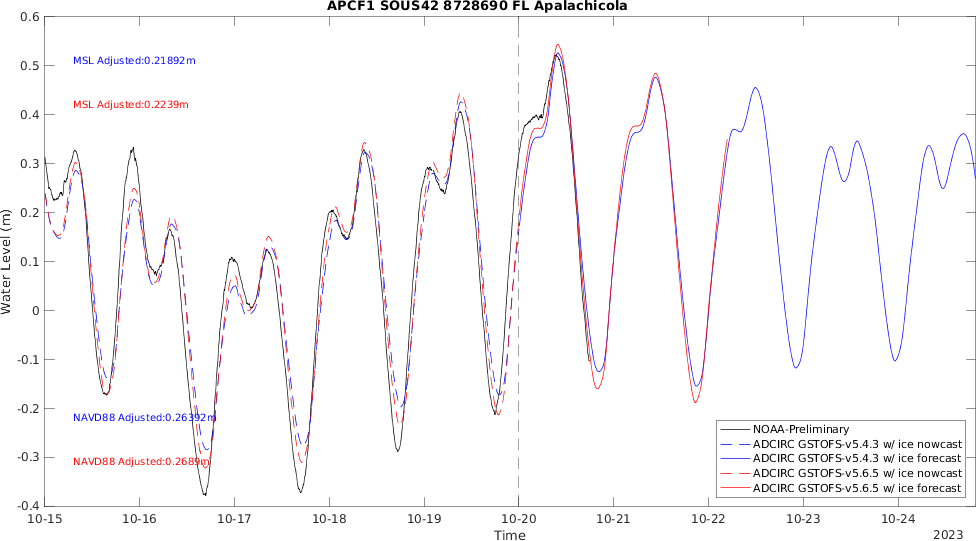 APCF1 SOUS42 8728690 FL Apalachicola
0.6
0.5
0.4
0.3
0.2
0.1
0
-0.1
-0.2
-0.3
-0.4
Water Level (m)
MSL Adjusted:0.21892m
MSL Adjusted:0.2239m
NAVD88 Adjusted:0.26392m
NAVD88 Adjusted:0.2689m
NOAA-Preliminary
ADCIRC GSTOFS-v5.4.3 w/ ice nowcast
ADCIRC GSTOFS-v5.4.3 w/ ice forecast
ADCIRC GSTOFS-v5.6.5 w/ ice nowcast
ADCIRC GSTOFS-v5.6.5 w/ ice forecast
10-15 10-16 10-17 10-18 10-19 10-20 10-21 10-22 10-23 10-24
Time
2023